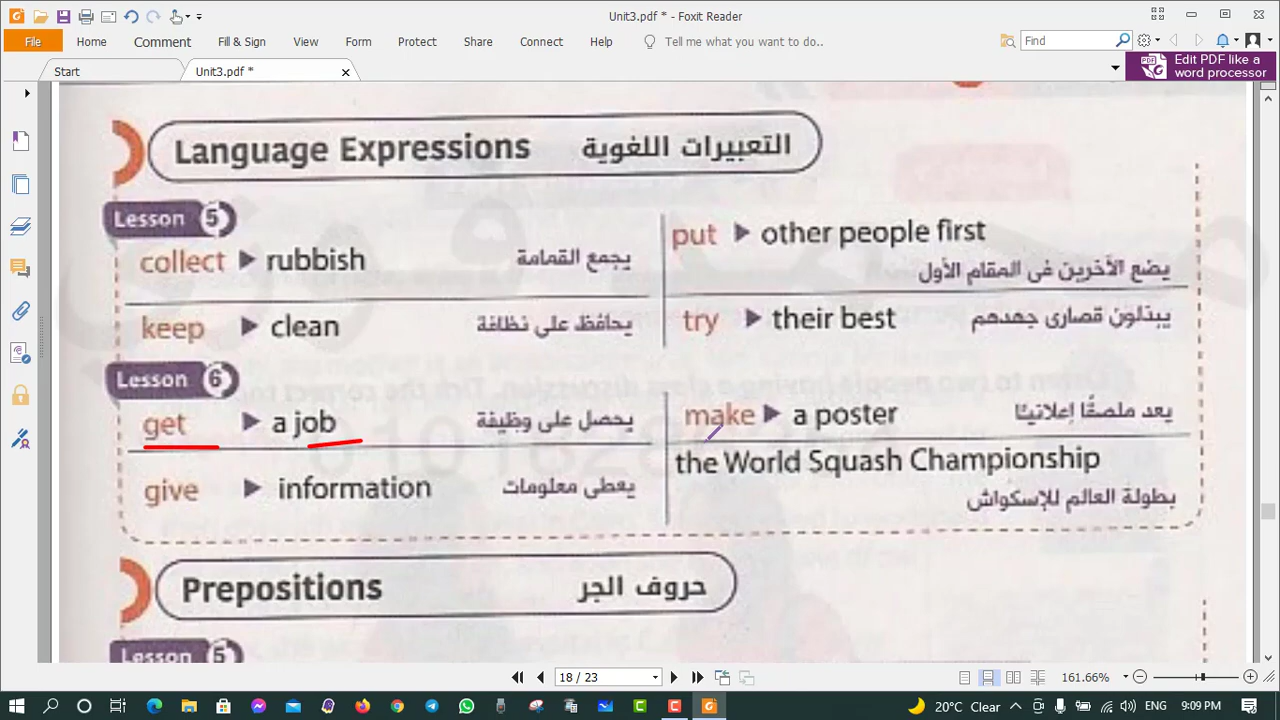 Unit3.pdf * - Foxit Reader
File Home Comment Fill & Sign View Form Protect Share Connect Help Tell me what you want to do.. Find
Start Unit3.pdf *
Edit PDF like a
word processor
Language Expressions التعبيرات اللغوية
Lesson 5
collect rubbish يجمع القمامة
keep clean يحافظ على نظافة
put other people first
يضع الأخرين فى المقام الأول
try their best يبذلون قصارى جهدهم
Lesson 6
get a job يحصل على وظيفة
give information يعطى معلومات
make a poster يعد ملصقًا إعلانيًا
the World Squash Championship
بطولة العالم للإسكواش
Prepositions حروف الجر
Lesson 5
18 / 23 161.66%
20°C Clear ENG 9:09 PM